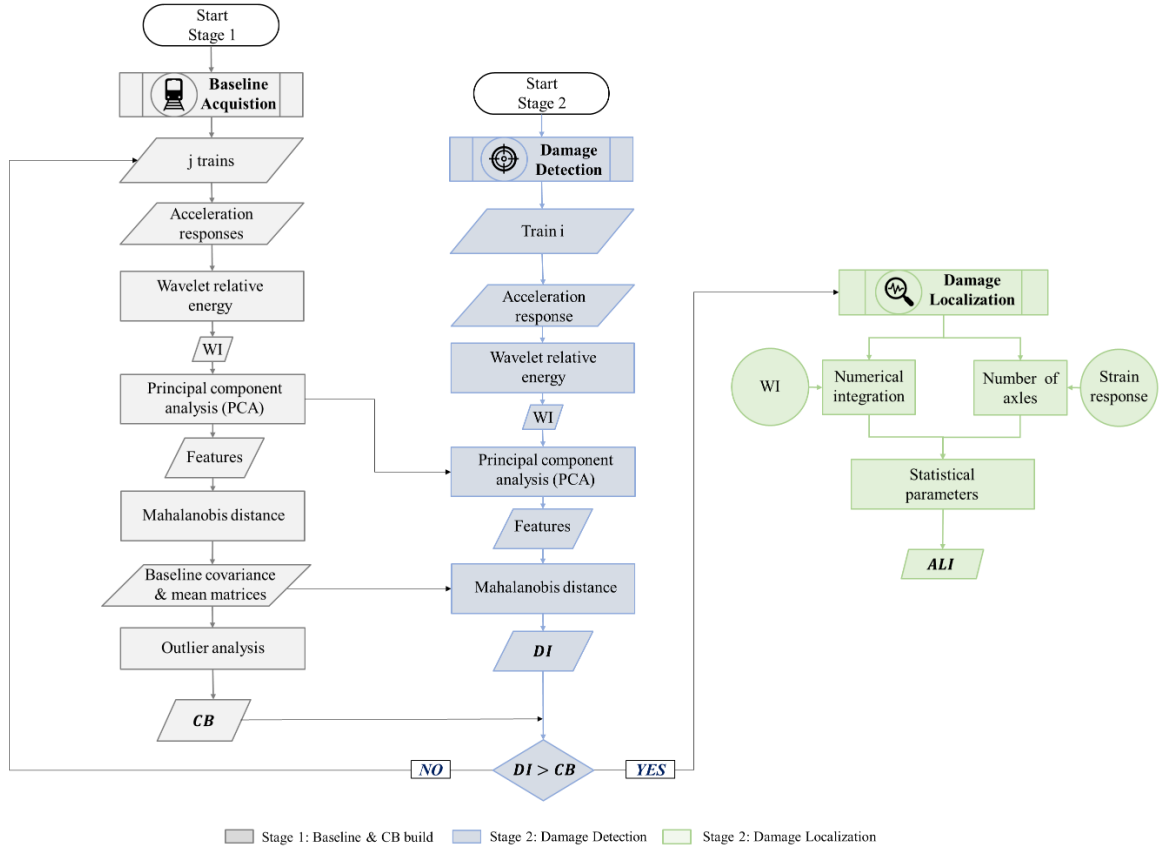 Start
Stage 1
Baseline
Acquistion
j trains
Acceleration
responses
Wavelet relative
energy
WI
Principal component
analysis (PCA)
Features
Mahalanobis distance
Baseline covariance
& mean matrices
Outlier analysis
CB
Start
Stage 2
Damage
Detection
Train i
Acceleration
response
Wavelet relative
energy
WI
Principal component
analysis (PCA)
Features
Mahalanobis distance
DI
DI > CB
NO
YES
Damage
Localization
WI
Numerical
integration
Number of
axles
Strain
response
Statistical
parameters
ALI
Stage 1: Baseline & CB build
Stage 2: Damage Detection
Stage 2: Damage Localization